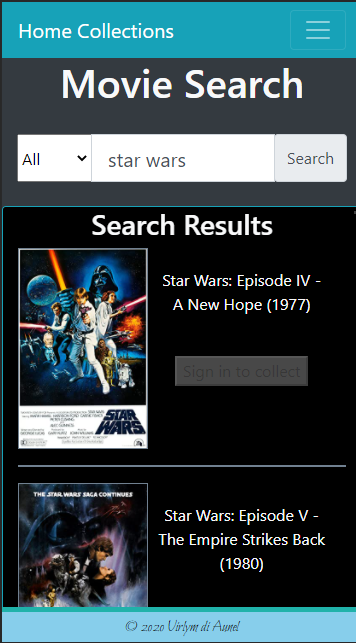 Home Collections
Movie Search
All
star wars
Search
Search Results
Star Wars: Episode IV -
A New Hope (1977)
Sign in to collect
STAR
WARS
THE STAR WARS SAGA CONTINUES
Star Wars: Episode V -
The Empire Strikes Back
(1980)
© 2020 Virlym di Aunel